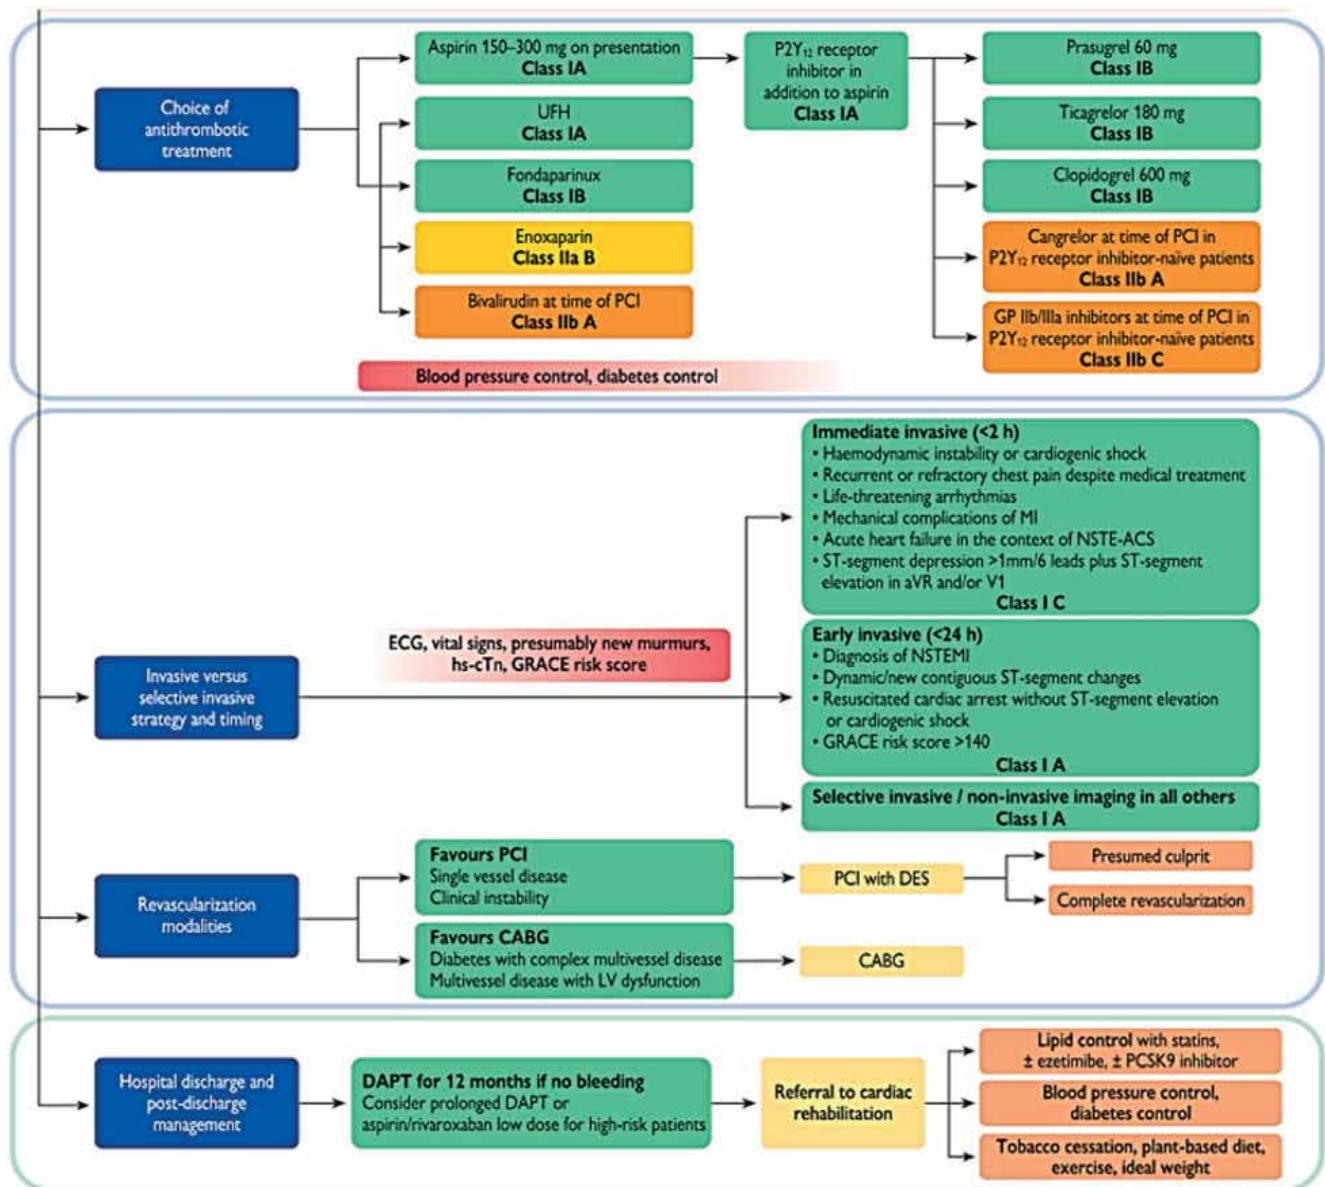 Choice of
antithrombotic
treatment
Aspirin 150–300 mg on presentation
Class IA
UFH
Class IA
Fondaparinux
Class IB
Enoxaparin
Class IIa B
Bivalirudin at time of PCI
Class IIb A
P2Y₁₂ receptor
inhibitor in
addition to aspirin
Class IA
Prasugrel 60 mg
Class IB
Ticagrelor 180 mg
Class IB
Clopidogrel 600 mg
Class IB
Cangrelor at time of PCI in
P2Y₁₂ receptor inhibitor-naïve patients
Class IIb A
GP IIb/IIIa inhibitors at time of PCI in
P2Y₁₂ receptor inhibitor-naïve patients
Class IIb C
Blood pressure control, diabetes control
Invasive versus
selective invasive
strategy and timing
ECG, vital signs, presumably new murmurs,
hs-cTn, GRACE risk score
Immediate invasive (<2 h)
• Haemodynamic instability or cardiogenic shock
• Recurrent or refractory chest pain despite medical treatment
• Life-threatening arrhythmias
• Mechanical complications of MI
• Acute heart failure in the context of NSTE-ACS
• ST-segment depression >1mm/6 leads plus ST-segment
elevation in aVR and/or V1
Class I C
Early invasive (<24 h)
• Diagnosis of NSTEMI
• Dynamic/new contiguous ST-segment changes
• Resuscitated cardiac arrest without ST-segment elevation
or cardiogenic shock
• GRACE risk score >140
Class I A
Selective invasive / non-invasive imaging in all others
Class I A
Revascularization
modalities
Favours PCI
Single vessel disease
Clinical instability
PCI with DES
Presumed culprit
Complete revascularization
Favours CABG
Diabetes with complex multivessel disease
Multivessel disease with LV dysfunction
CABG
Hospital discharge and
post-discharge
management
DAPT for 12 months if no bleeding
Consider prolonged DAPT or
aspirin/rivaroxaban low dose for high-risk patients
Referral to cardiac
rehabilitation
Lipid control with statins,
± ezetimibe, ± PCSK9 inhibitor
Blood pressure control,
diabetes control
Tobacco cessation, plant-based diet,
exercise, ideal weight